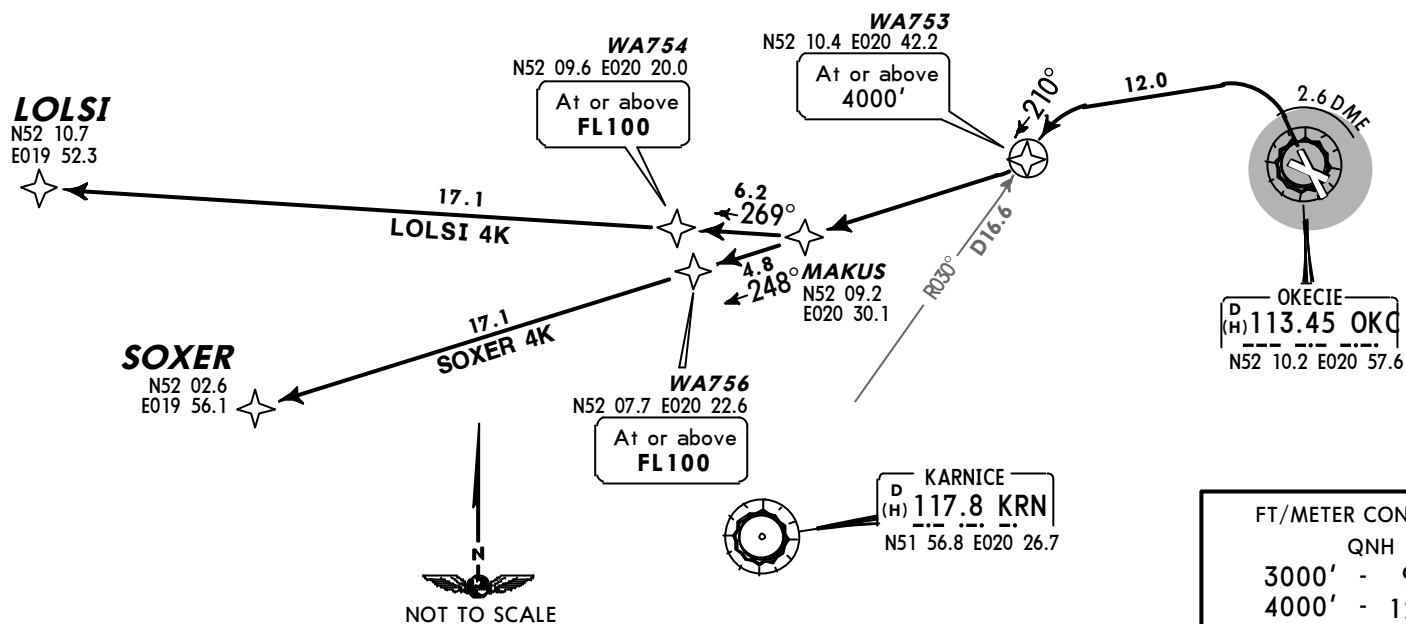 WA753
N52 10.4 E020 42.2
At or above
4000'
WA754
N52 09.6 E020 20.0
At or above
FL100
LOLSI
N52 10.7
E019 52.3
210°
12.0
2.6 DME
17.1
LOLSI 4K
6.2
269°
4.8
248°
MAKUS
N52 09.2
E020 30.1
R030°
D16.6
OKECIE
D
(H) 113.45 OKC
N52 10.2 E020 57.6
17.1
SOXER 4K
SOXER
N52 02.6
E019 56.1
WA756
N52 07.7 E020 22.6
At or above
FL100
KARNICE
D
(H) 117.8 KRN
N51 56.8 E020 26.7
N
NOT TO SCALE
FT/METER CON
QNH
3000' -
4000' - 1